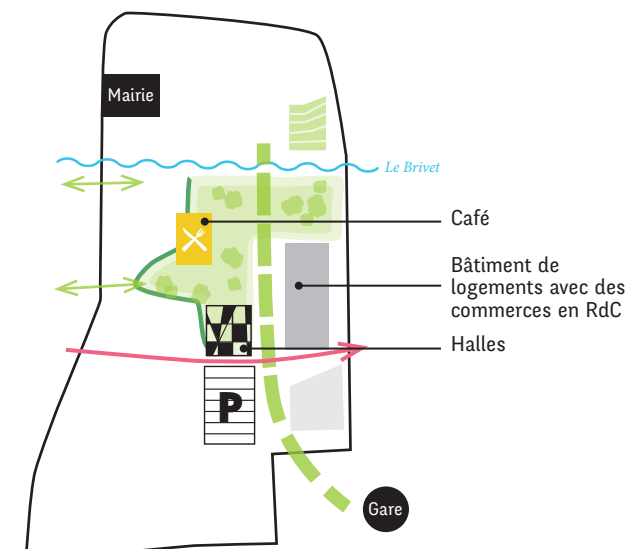 Mairie
Le Brivet
Café
Bâtiment de
logements avec des
commerces en RdC
Halles
P
Gare